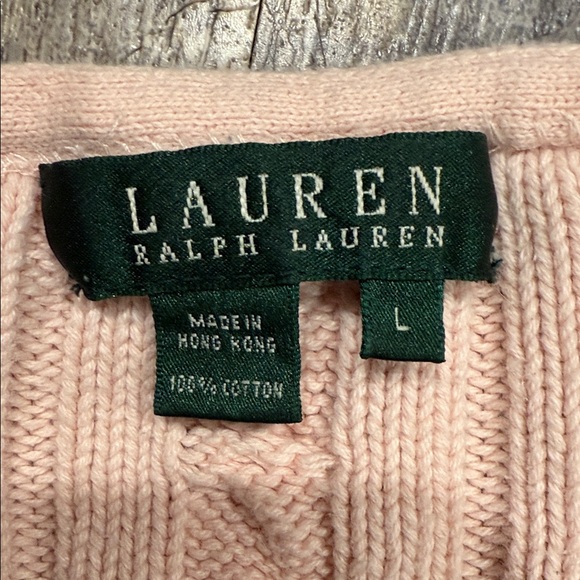 LAUREN
RALPH LAUREN
MADE IN
HONG KONG
100% COTTON
L